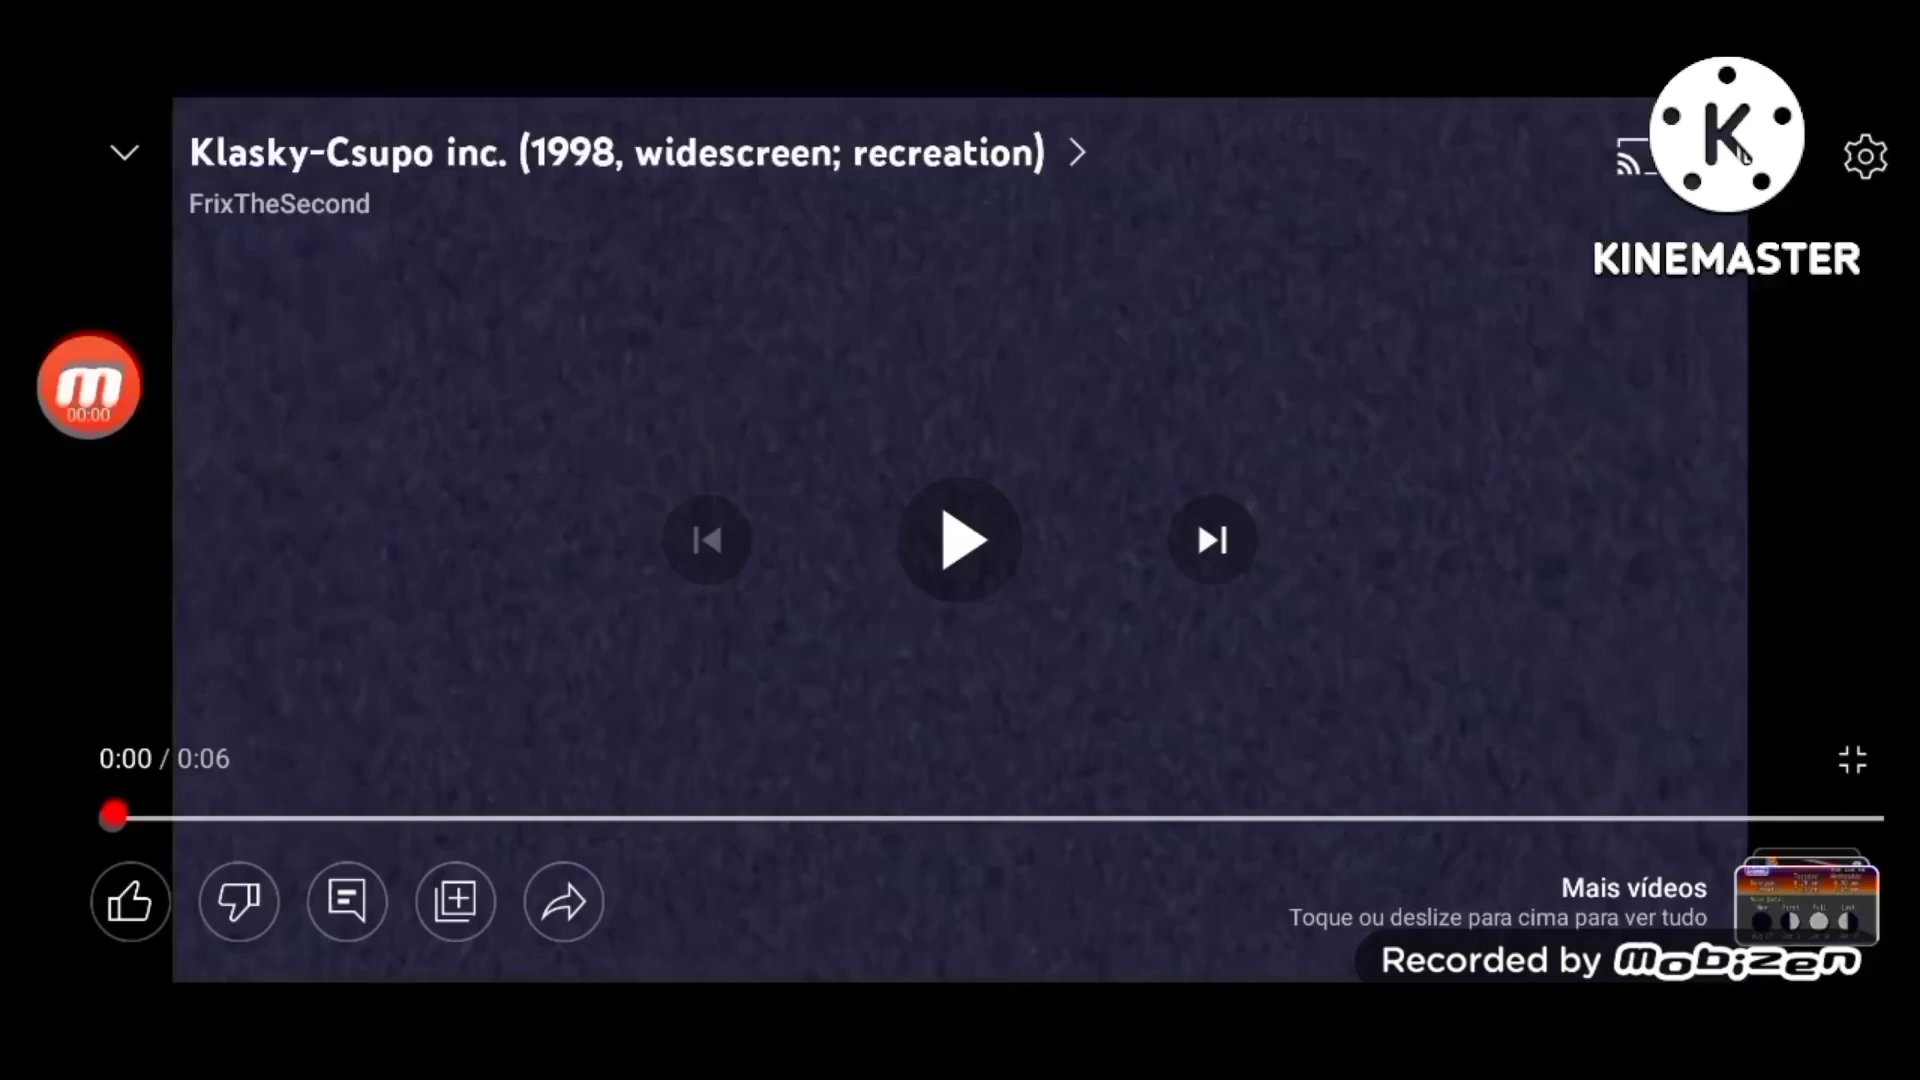 Klasky-Csupo inc. (1998, widescreen; recreation)
FrixTheSecond
K
KINEMASTER
m
00:00
0:00 / 0:06
Mais vídeos
Toque ou deslize para cima para ver tudo
Recorded by mobizen